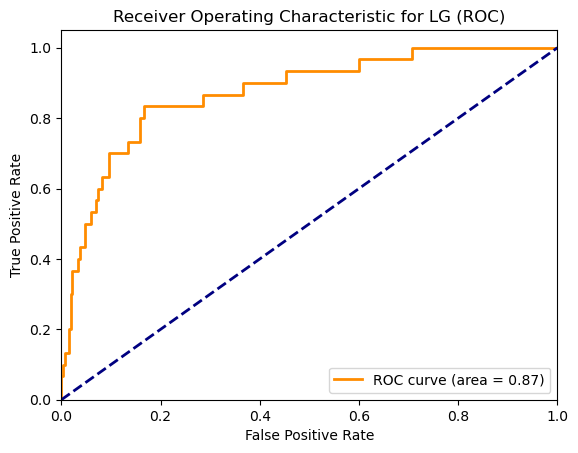 Receiver Operating Characteristic for LG (ROC)
1.0
0.8
0.6
0.4
0.2
0.0
True Positive Rate
ROC curve (area = 0.87)
0.0 0.2 0.4 0.6 0.8 1.0
False Positive Rate